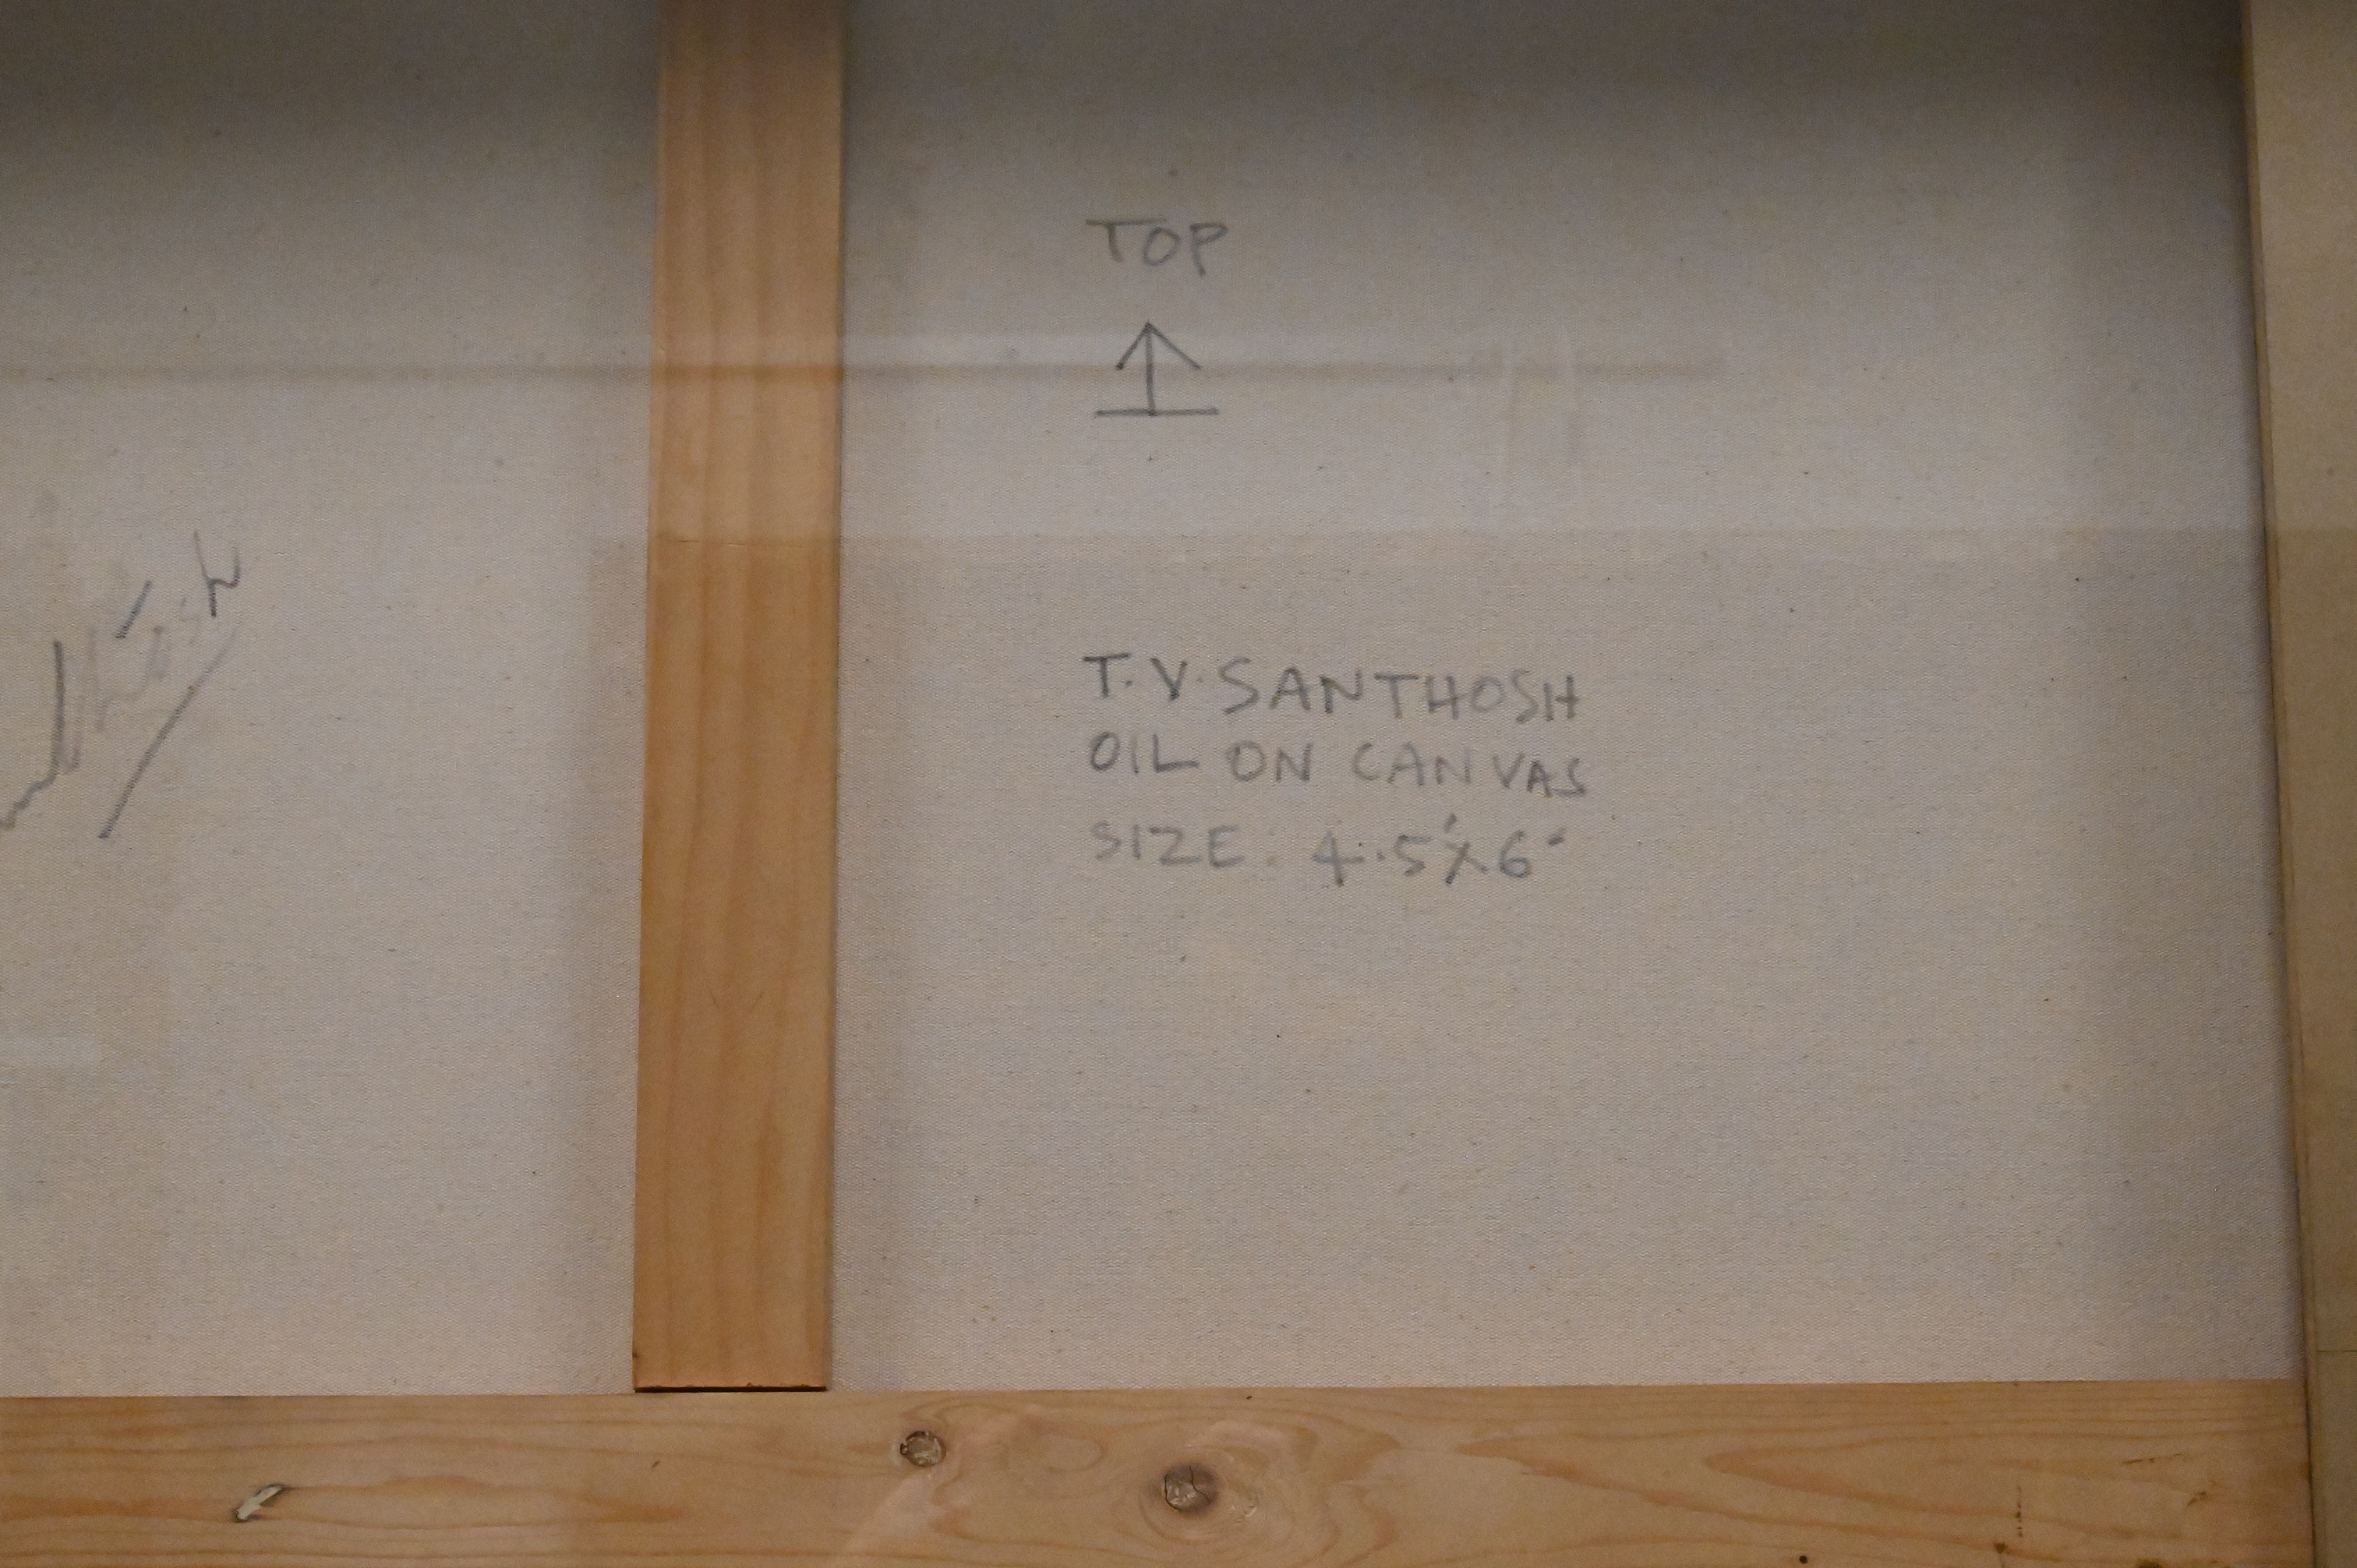 TOP
T.V. SANTHOSH
OIL ON CANVAS
SIZE: 4.5'X6'